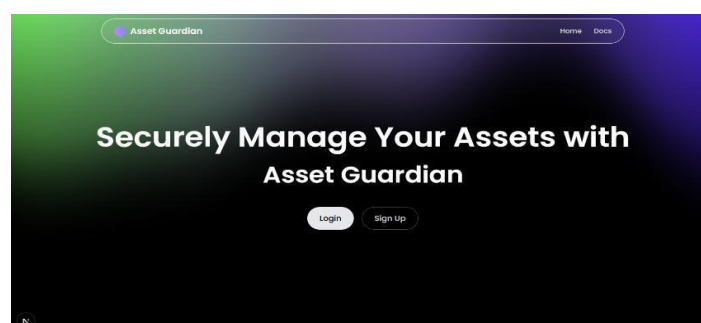 Asset Guardian
Home Docs
Securely Manage Your Assets with
Asset Guardian
Login Sign Up
N